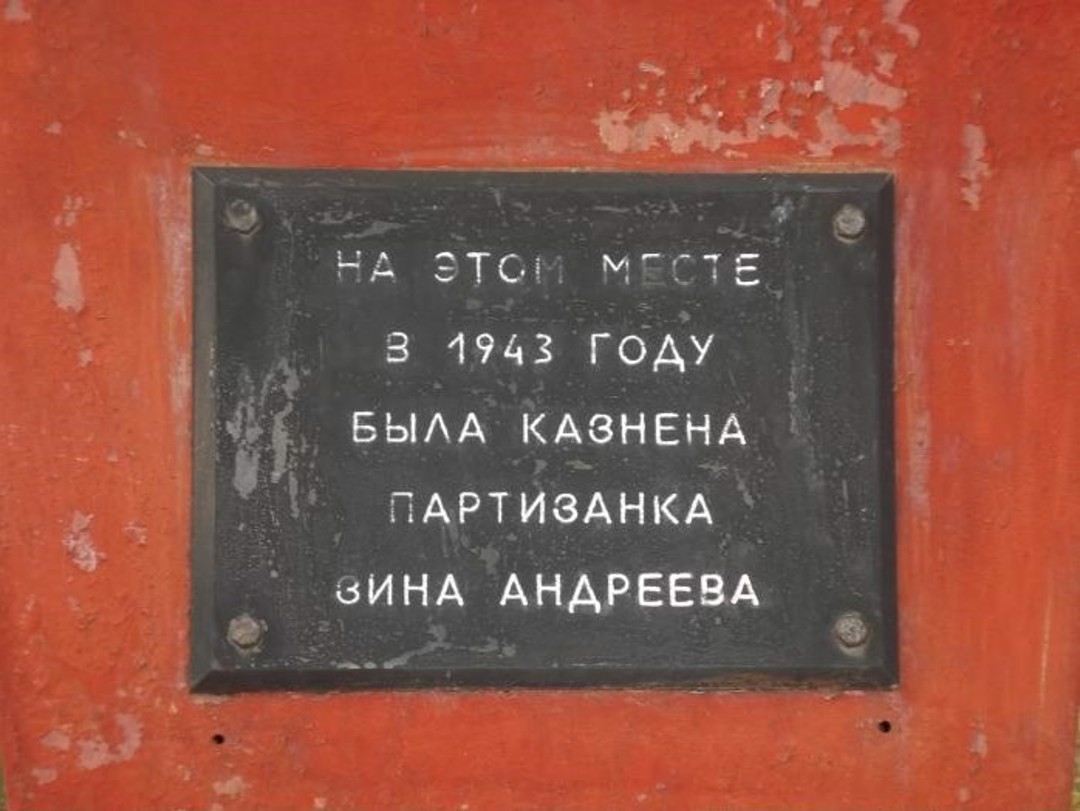 НА ЭТОМ МЕСТЕ
В 1943 ГОДУ
БЫЛА КАЗНЕНА
ПАРТИЗАНКА
ЗИНА АНДРЕЕВА